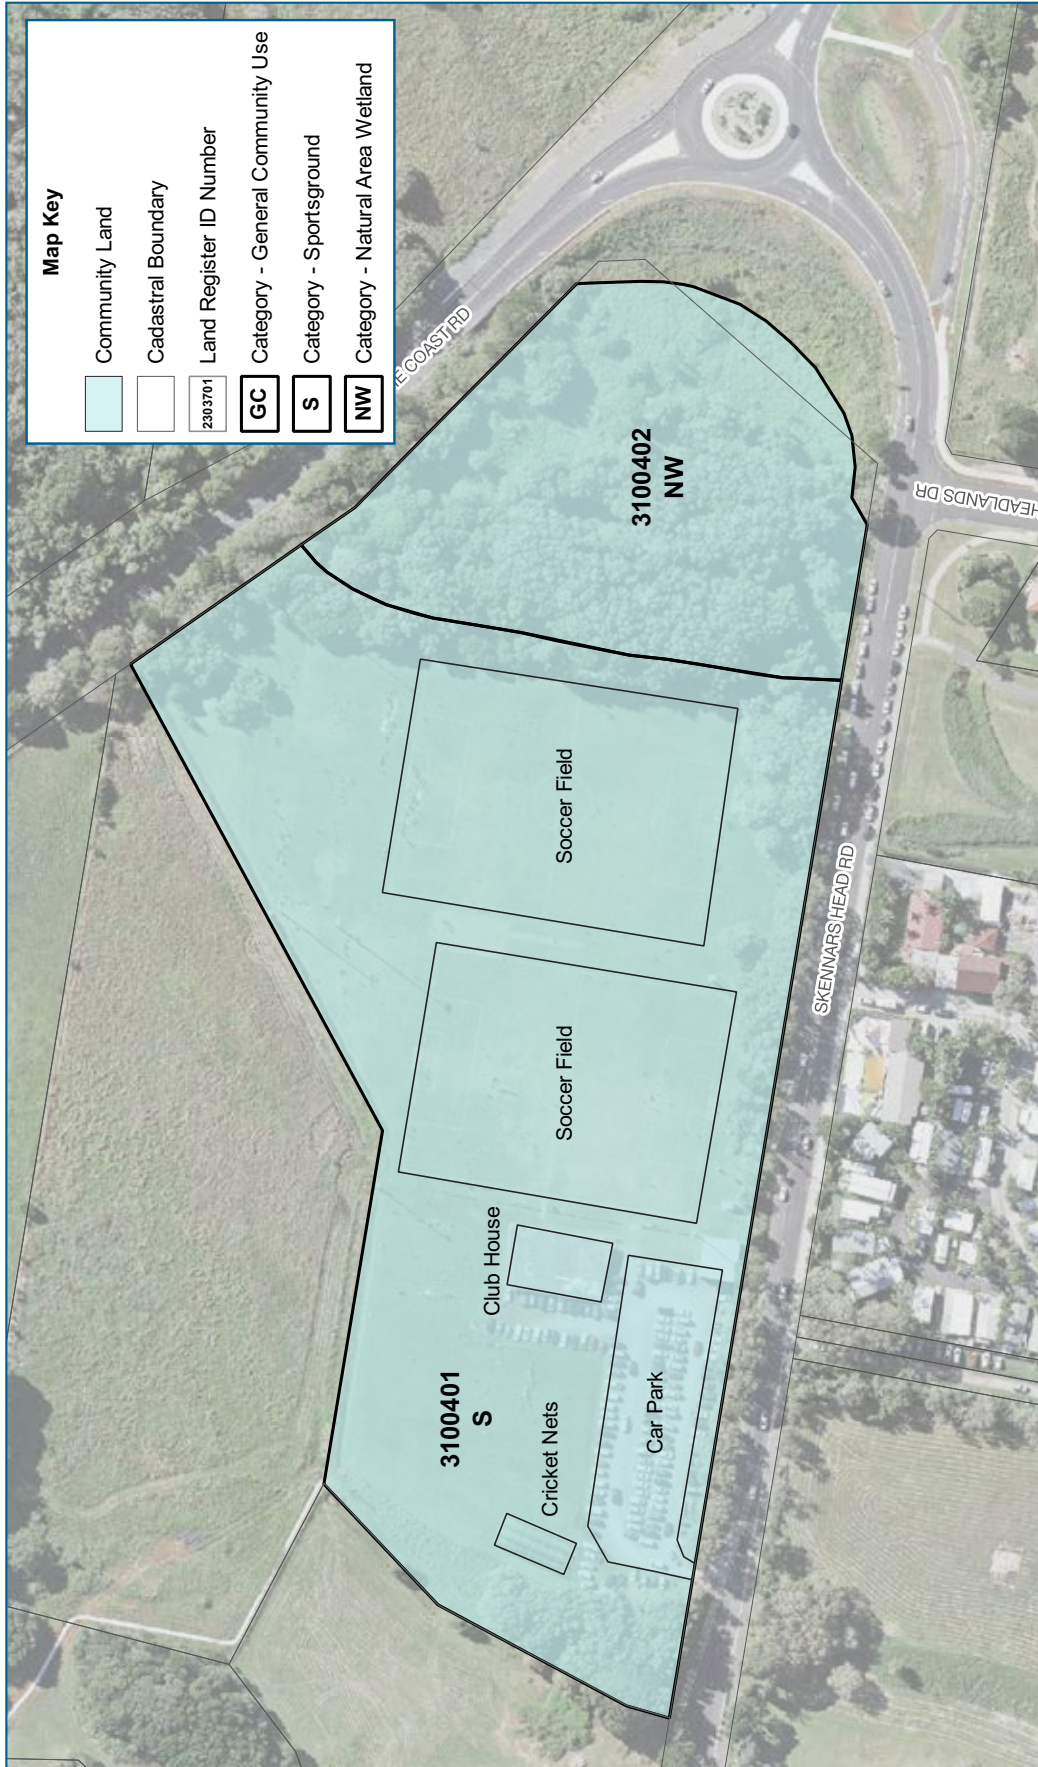 Map Key
Community Land
Cadastral Boundary
2303701 Land Register ID Number
GC Category - General Community Use
S Category - Sportsground
NW Category - Natural Area Wetland
E COAST RD
3100402
NW
HEADLANDS DR
Soccer Field
SKENNARS HEAD RD
Soccer Field
Club House
3100401
S
Cricket Nets
Car Park